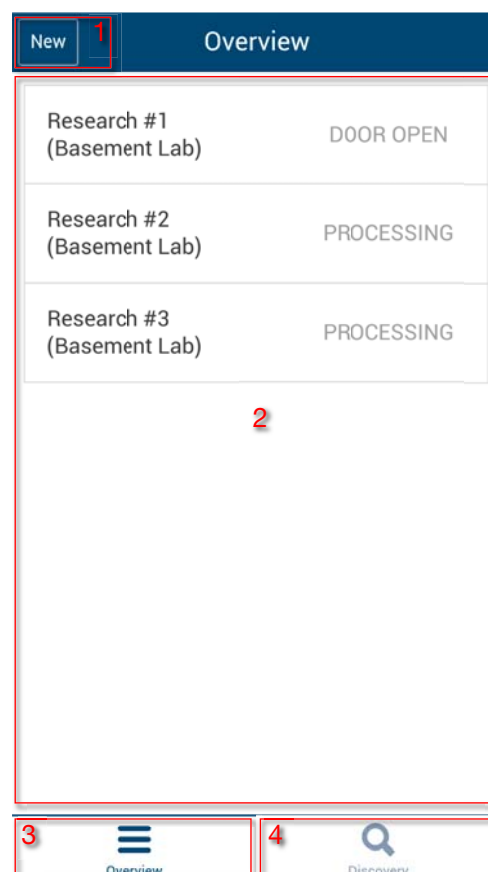 New
1
Overview
Research #1
(Basement Lab)
DOOR OPEN
Research #2
(Basement Lab)
PROCESSING
Research #3
(Basement Lab)
PROCESSING
2
3
4
Overview
Discovery